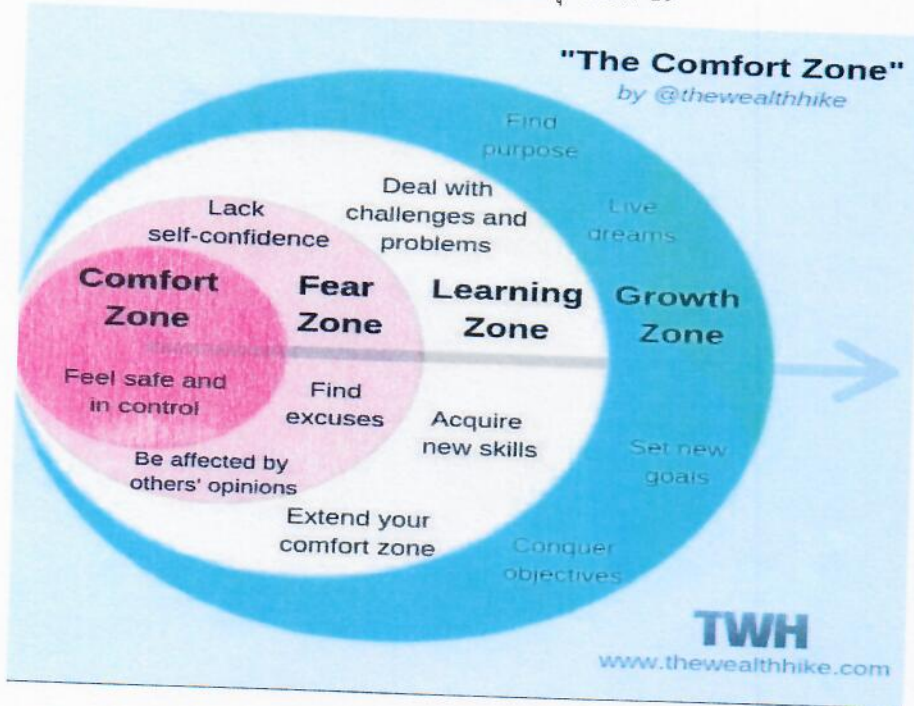 "The Comfort Zone"
by @thewealthhike
Find
purpose
Live
dreams
Deal with
challenges and
problems
Lack
self-confidence
Comfort
Zone
Fear
Zone
Learning
Zone
Growth
Zone
Feel safe and
in control
Find
excuses
Acquire
new skills
Set new
goals
Be affected by
others' opinions
Extend your
comfort zone
Conquer
objectives
TWH
www.thewealthhike.com